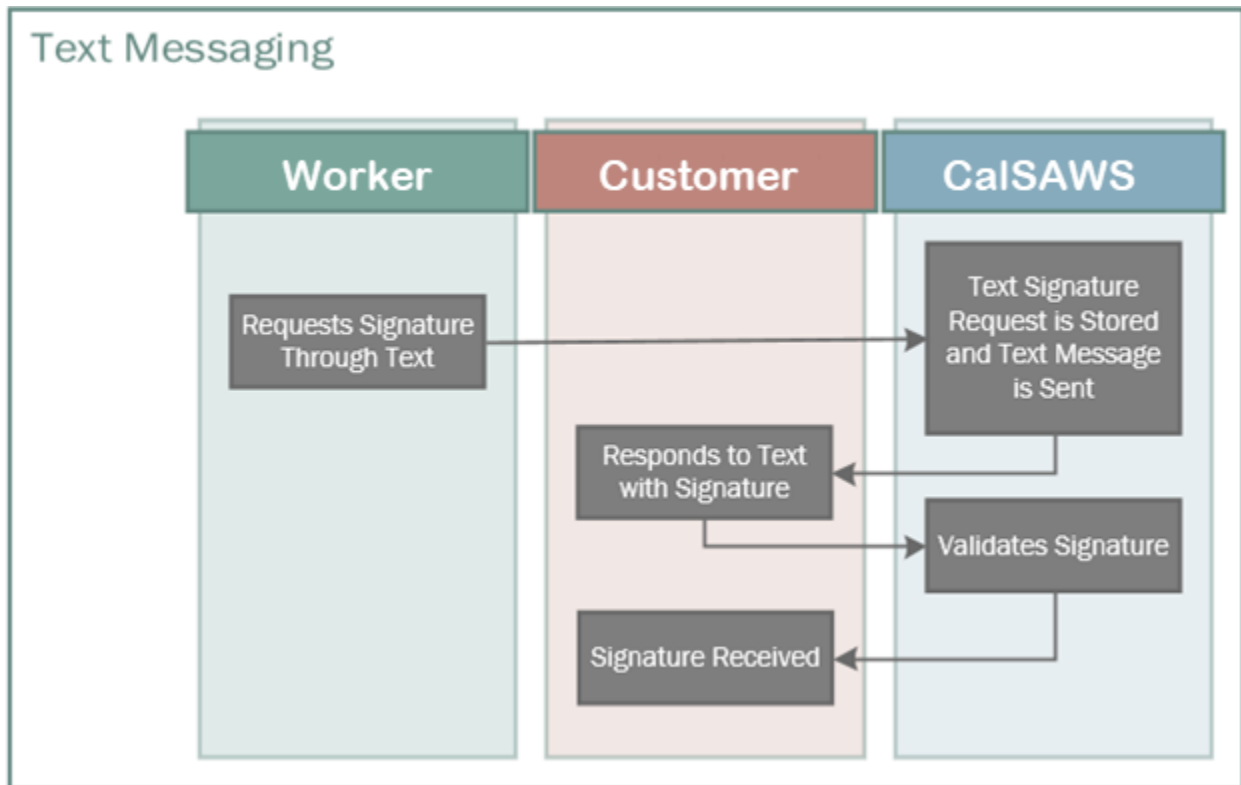 Text Messaging
Worker
Customer
CalSAWS
Requests Signature
Through Text
Text Signature
Request is Stored
and Text Message
is Sent
Responds to Text
with Signature
Validates Signature
Signature Received